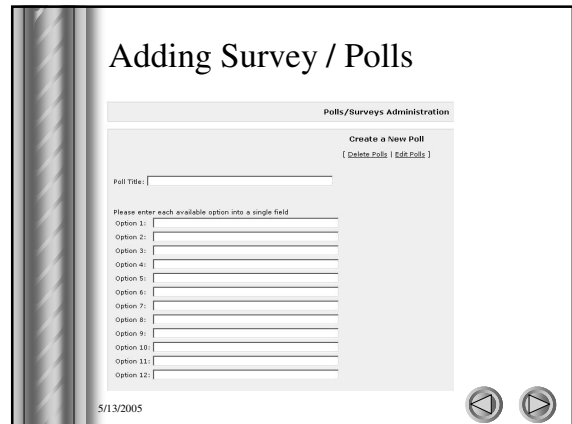 Adding Survey / Polls
Polls/Surveys Administration
Create a New Poll
[ Delete Polls | Edit Polls ]
Poll Title:
Please enter each available option into a single field
Option 1:
Option 2:
Option 3:
Option 4:
Option 5:
Option 6:
Option 7:
Option 8:
Option 9:
Option 10:
Option 11:
Option 12:
5/13/2005